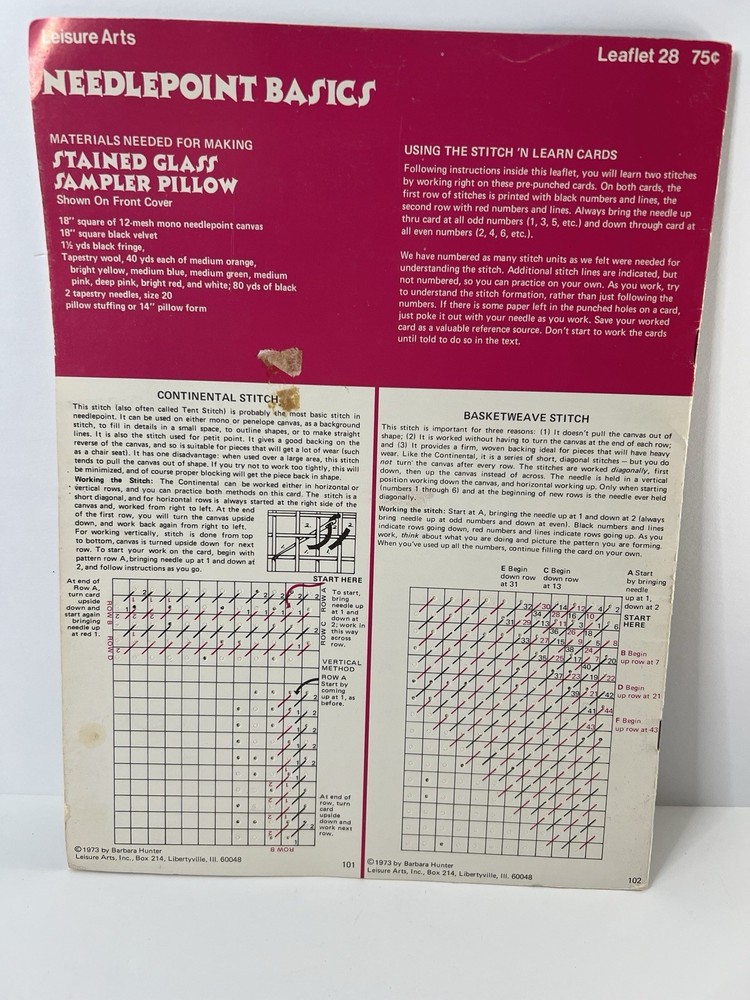 Leisure Arts
Leaflet 28 75¢
NEEDLEPOINT BASICS
MATERIALS NEEDED FOR MAKING
STAINED GLASS
SAMPLER PILLOW
Shown On Front Cover
18" square of 12-mesh mono needlepoint canvas
18" square black velvet
1½ yds black fringe,
Tapestry wool, 40 yds each of medium orange,
bright yellow, medium blue, medium green, medium
pink, deep pink, bright red, and white; 80 yds of black
2 tapestry needles, size 20
pillow stuffing or 14" pillow form
USING THE STITCH 'N LEARN CARDS
Following instructions inside this leaflet, you will learn two stitches
by working right on these pre-punched cards. On both cards, the
first row of stitches is printed with black numbers and lines, the
second row with red numbers and lines. Always bring the needle up
thru card at all odd numbers (1, 3, 5, etc.) and down through card at
all even numbers (2, 4, 6, etc.).
We have numbered as many stitch units as we felt were needed for
understanding the stitch. Additional stitch lines are indicated, but
not numbered, so you can practice on your own. As you work, try
to understand the stitch formation, rather than just following the
numbers. If there is some paper left in the punched holes on a card,
just poke it out with your needle as you work. Save your worked
card as a valuable reference source. Don't start to work the cards
until told to do so in the text.
CONTINENTAL STITCH
This stitch (also often called Tent Stitch) is probably the most basic stitch in
needlepoint. It can be used on either mono or penelope canvas, as a background
stitch, to fill in details in a small space, to outline shapes, or to make straight
lines. It is also the stitch used for petit point. It gives a good backing on the
reverse of the canvas, and so is suitable for pieces that will get a lot of wear (such
as a chair seat). It has one disadvantage: when used over a large area, this stitch
tends to pull the canvas out of shape. If you try not to work too tightly, this will
be minimized, and of course proper blocking will get the piece back in shape.
Working the Stitch: The Continental can be worked either in horizontal or
vertical rows, and you can practice both methods on this card. The stitch is a
short diagonal, and for horizontal rows is always started at the right side of the
canvas and, worked from right to left. At the end
of the first row, you will turn the canvas upside
down, and work back again from right to left.
For working vertically, stitch is done from top
to bottom, canvas is turned upside down for next
row. To start your work on the card, begin with
pattern row A, bringing needle up at 1 and down at
2, and follow instructions as you go.
START HERE
At end of
Row A,
turn card
upside
down and
start again
bringing
needle up
at red 1.
ROW B
ROW D
ROW A
ROW C
To start,
bring
needle up
at 1 and
down at
2; work in
this way
across
row.
VERTICAL
METHOD
ROW A
Start by
coming
up at 1, as
before.
At end of
row, turn
card
upside
down and
work next
row.
ROW B
©1973 by Barbara Hunter
Leisure Arts, Inc., Box 214, Libertyville, Ill. 60048
101
BASKETWEAVE STITCH
This stitch is important for three reasons: (1) It doesn't pull the canvas out of
shape; (2) It is worked without having to turn the canvas at the end of each row;
and (3) It provides a firm, woven backing ideal for pieces that will have heavy
wear. Like the Continental, it is a series of short, diagonal stitches — but you do
not turn the canvas after every row. The stitches are worked diagonally, first
down, then up the canvas instead of across. The needle is held in a vertical
position working down the canvas, and horizontal working up. Only when starting
(numbers 1 through 6) and at the beginning of new rows is the needle ever held
diagonally.
Working the stitch: Start at A, bringing the needle up at 1 and down at 2 (always
bring needle up at odd numbers and down at even). Black numbers and lines
indicate rows going down, red numbers and lines indicate rows going up. As you
work, think about what you are doing and picture the pattern you are forming.
When you've used up all the numbers, continue filling the card on your own.
E Begin
down row
at 31
C Begin
down row
at 13
A Start
by bringing
needle
up at 1,
down at 2
START
HERE
B Begin
up row at 7
D Begin
up row at 21
F Begin
up row at 43
©1973 by Barbara Hunter
Leisure Arts, Inc., Box 214, Libertyville, Ill. 60048
102